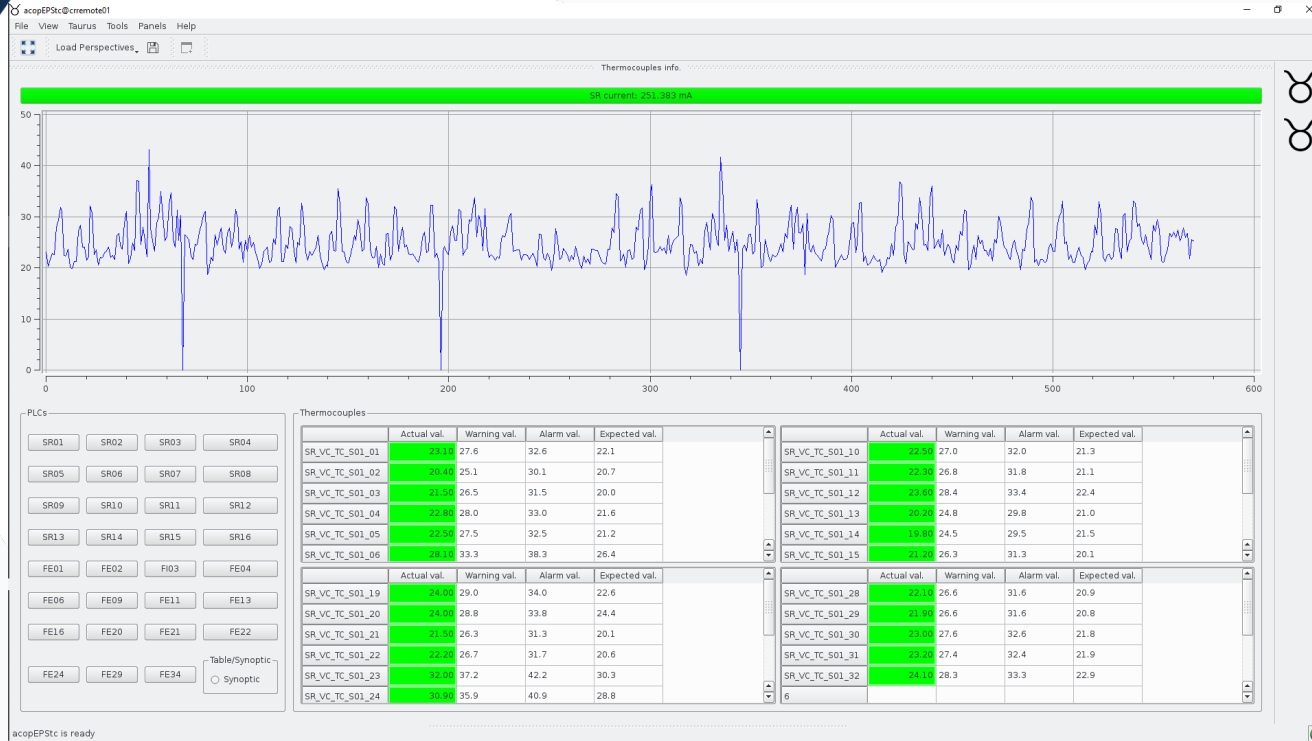 acopEPStc@crremote01
File View Taurus Tools Panels Help
Load Perspectives
Thermocouples info.
SR current: 251.383 mA
50
40
30
20
10
0
0 100 200 300 400 500 600
PLCs
SR01 SR02 SR03 SR04
SR05 SR06 SR07 SR08
SR09 SR10 SR11 SR12
SR13 SR14 SR15 SR16
FE01 FE02 FI03 FE04
FE06 FE09 FE11 FE13
FE16 FE20 FE21 FE22
FE24 FE29 FE34
Table/Synoptic
Synoptic
Thermocouples
Actual val. Warning val. Alarm val. Expected val.
SR_VC_TC_S01_01 23.10 27.6 32.6 22.1
SR_VC_TC_S01_02 20.40 25.1 30.1 20.7
SR_VC_TC_S01_03 21.50 26.5 31.5 20.0
SR_VC_TC_S01_04 22.80 28.0 33.0 21.6
SR_VC_TC_S01_05 22.50 27.5 32.5 21.2
SR_VC_TC_S01_06 28.10 33.3 38.3 26.4
Actual val. Warning val. Alarm val. Expected val.
SR_VC_TC_S01_10 22.50 27.0 32.0 21.3
SR_VC_TC_S01_11 22.30 26.8 31.8 21.1
SR_VC_TC_S01_12 23.60 28.4 33.4 22.4
SR_VC_TC_S01_13 20.20 24.8 29.8 21.0
SR_VC_TC_S01_14 19.80 24.5 29.5 21.5
SR_VC_TC_S01_15 21.20 26.3 31.3 20.1
Actual val. Warning val. Alarm val. Expected val.
SR_VC_TC_S01_19 24.00 29.0 34.0 22.6
SR_VC_TC_S01_20 24.00 28.8 33.8 24.4
SR_VC_TC_S01_21 21.50 26.3 31.3 20.1
SR_VC_TC_S01_22 22.20 26.7 31.7 20.6
SR_VC_TC_S01_23 32.00 37.2 42.2 30.3
SR_VC_TC_S01_24 30.90 35.9 40.9 28.8
Actual val. Warning val. Alarm val. Expected val.
SR_VC_TC_S01_28 22.10 26.6 31.6 20.9
SR_VC_TC_S01_29 21.90 26.6 31.6 20.8
SR_VC_TC_S01_30 23.00 27.6 32.6 21.8
SR_VC_TC_S01_31 23.20 27.4 32.4 21.9
SR_VC_TC_S01_32 24.10 28.3 33.3 22.9
6
acopEPStc is ready